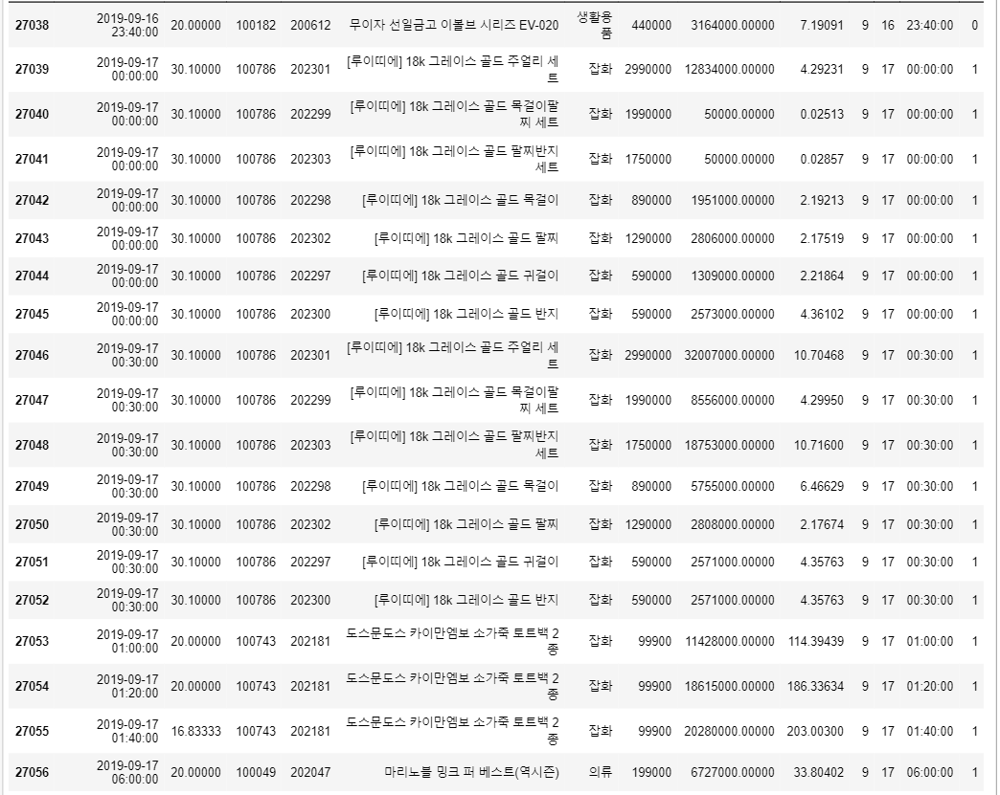 27038 2019-09-16 23:40:00 20.00000 100182 200612 무이자 선일금고 이볼브 시리즈 EV-020 생활용품 440000 3164000.00000 7.19091 9 16 23:40:00 0
27039 2019-09-17 00:00:00 30.10000 100786 202301 [루이띠에] 18k 그레이스 골드 주얼리 세트 잡화 2990000 12834000.00000 4.29231 9 17 00:00:00 1
27040 2019-09-17 00:00:00 30.10000 100786 202299 [루이띠에] 18k 그레이스 골드 목걸이팔찌 세트 잡화 1990000 50000.00000 0.02513 9 17 00:00:00 1
27041 2019-09-17 00:00:00 30.10000 100786 202303 [루이띠에] 18k 그레이스 골드 팔찌반지 세트 잡화 1750000 50000.00000 0.02857 9 17 00:00:00 1
27042 2019-09-17 00:00:00 30.10000 100786 202298 [루이띠에] 18k 그레이스 골드 목걸이 잡화 890000 1951000.00000 2.19213 9 17 00:00:00 1
27043 2019-09-17 00:00:00 30.10000 100786 202302 [루이띠에] 18k 그레이스 골드 팔찌 잡화 1290000 2806000.00000 2.17519 9 17 00:00:00 1
27044 2019-09-17 00:00:00 30.10000 100786 202297 [루이띠에] 18k 그레이스 골드 귀걸이 잡화 590000 1309000.00000 2.21864 9 17 00:00:00 1
27045 2019-09-17 00:00:00 30.10000 100786 202300 [루이띠에] 18k 그레이스 골드 반지 잡화 590000 2573000.00000 4.36102 9 17 00:00:00 1
27046 2019-09-17 00:30:00 30.10000 100786 202301 [루이띠에] 18k 그레이스 골드 주얼리 세트 잡화 2990000 32007000.00000 10.70468 9 17 00:30:00 1
27047 2019-09-17 00:30:00 30.10000 100786 202299 [루이띠에] 18k 그레이스 골드 목걸이팔찌 세트 잡화 1990000 8556000.00000 4.29950 9 17 00:30:00 1
27048 2019-09-17 00:30:00 30.10000 100786 202303 [루이띠에] 18k 그레이스 골드 팔찌반지 세트 잡화 1750000 18753000.00000 10.71600 9 17 00:30:00 1
27049 2019-09-17 00:30:00 30.10000 100786 202298 [루이띠에] 18k 그레이스 골드 목걸이 잡화 890000 5755000.00000 6.46629 9 17 00:30:00 1
27050 2019-09-17 00:30:00 30.10000 100786 202302 [루이띠에] 18k 그레이스 골드 팔찌 잡화 1290000 2808000.00000 2.17674 9 17 00:30:00 1
27051 2019-09-17 00:30:00 30.10000 100786 202297 [루이띠에] 18k 그레이스 골드 귀걸이 잡화 590000 2571000.00000 4.35763 9 17 00:30:00 1
27052 2019-09-17 00:30:00 30.10000 100786 202300 [루이띠에] 18k 그레이스 골드 반지 잡화 590000 2571000.00000 4.35763 9 17 00:30:00 1
27053 2019-09-17 01:00:00 20.00000 100743 202181 도스문도스 카이만엠보 소가죽 토트백 2종 잡화 99900 11428000.00000 114.39439 9 17 01:00:00 1
27054 2019-09-17 01:20:00 20.00000 100743 202181 도스문도스 카이만엠보 소가죽 토트백 2종 잡화 99900 18615000.00000 186.33634 9 17 01:20:00 1
27055 2019-09-17 01:40:00 16.83333 100743 202181 도스문도스 카이만엠보 소가죽 토트백 2종 잡화 99900 20280000.00000 203.00300 9 17 01:40:00 1
27056 2019-09-17 06:00:00 20.00000 100049 202047 마리노블 밍크 퍼 베스트(역시즌) 의류 199000 6727000.00000 33.80402 9 17 06:00:00 1